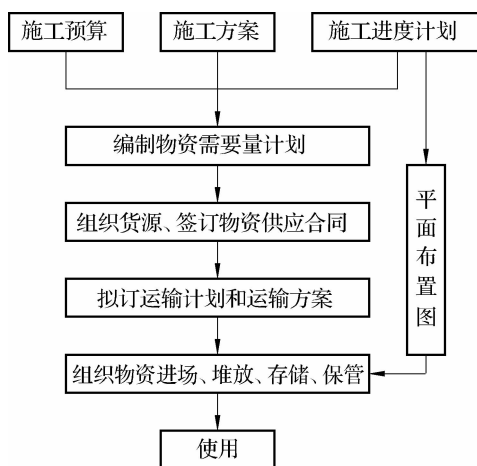 施工预算
施工方案
施工进度计划
编制物资需要量计划
组织货源、签订物资供应合同
拟订运输计划和运输方案
组织物资进场、堆放、存储、保管
平面布置图
使用